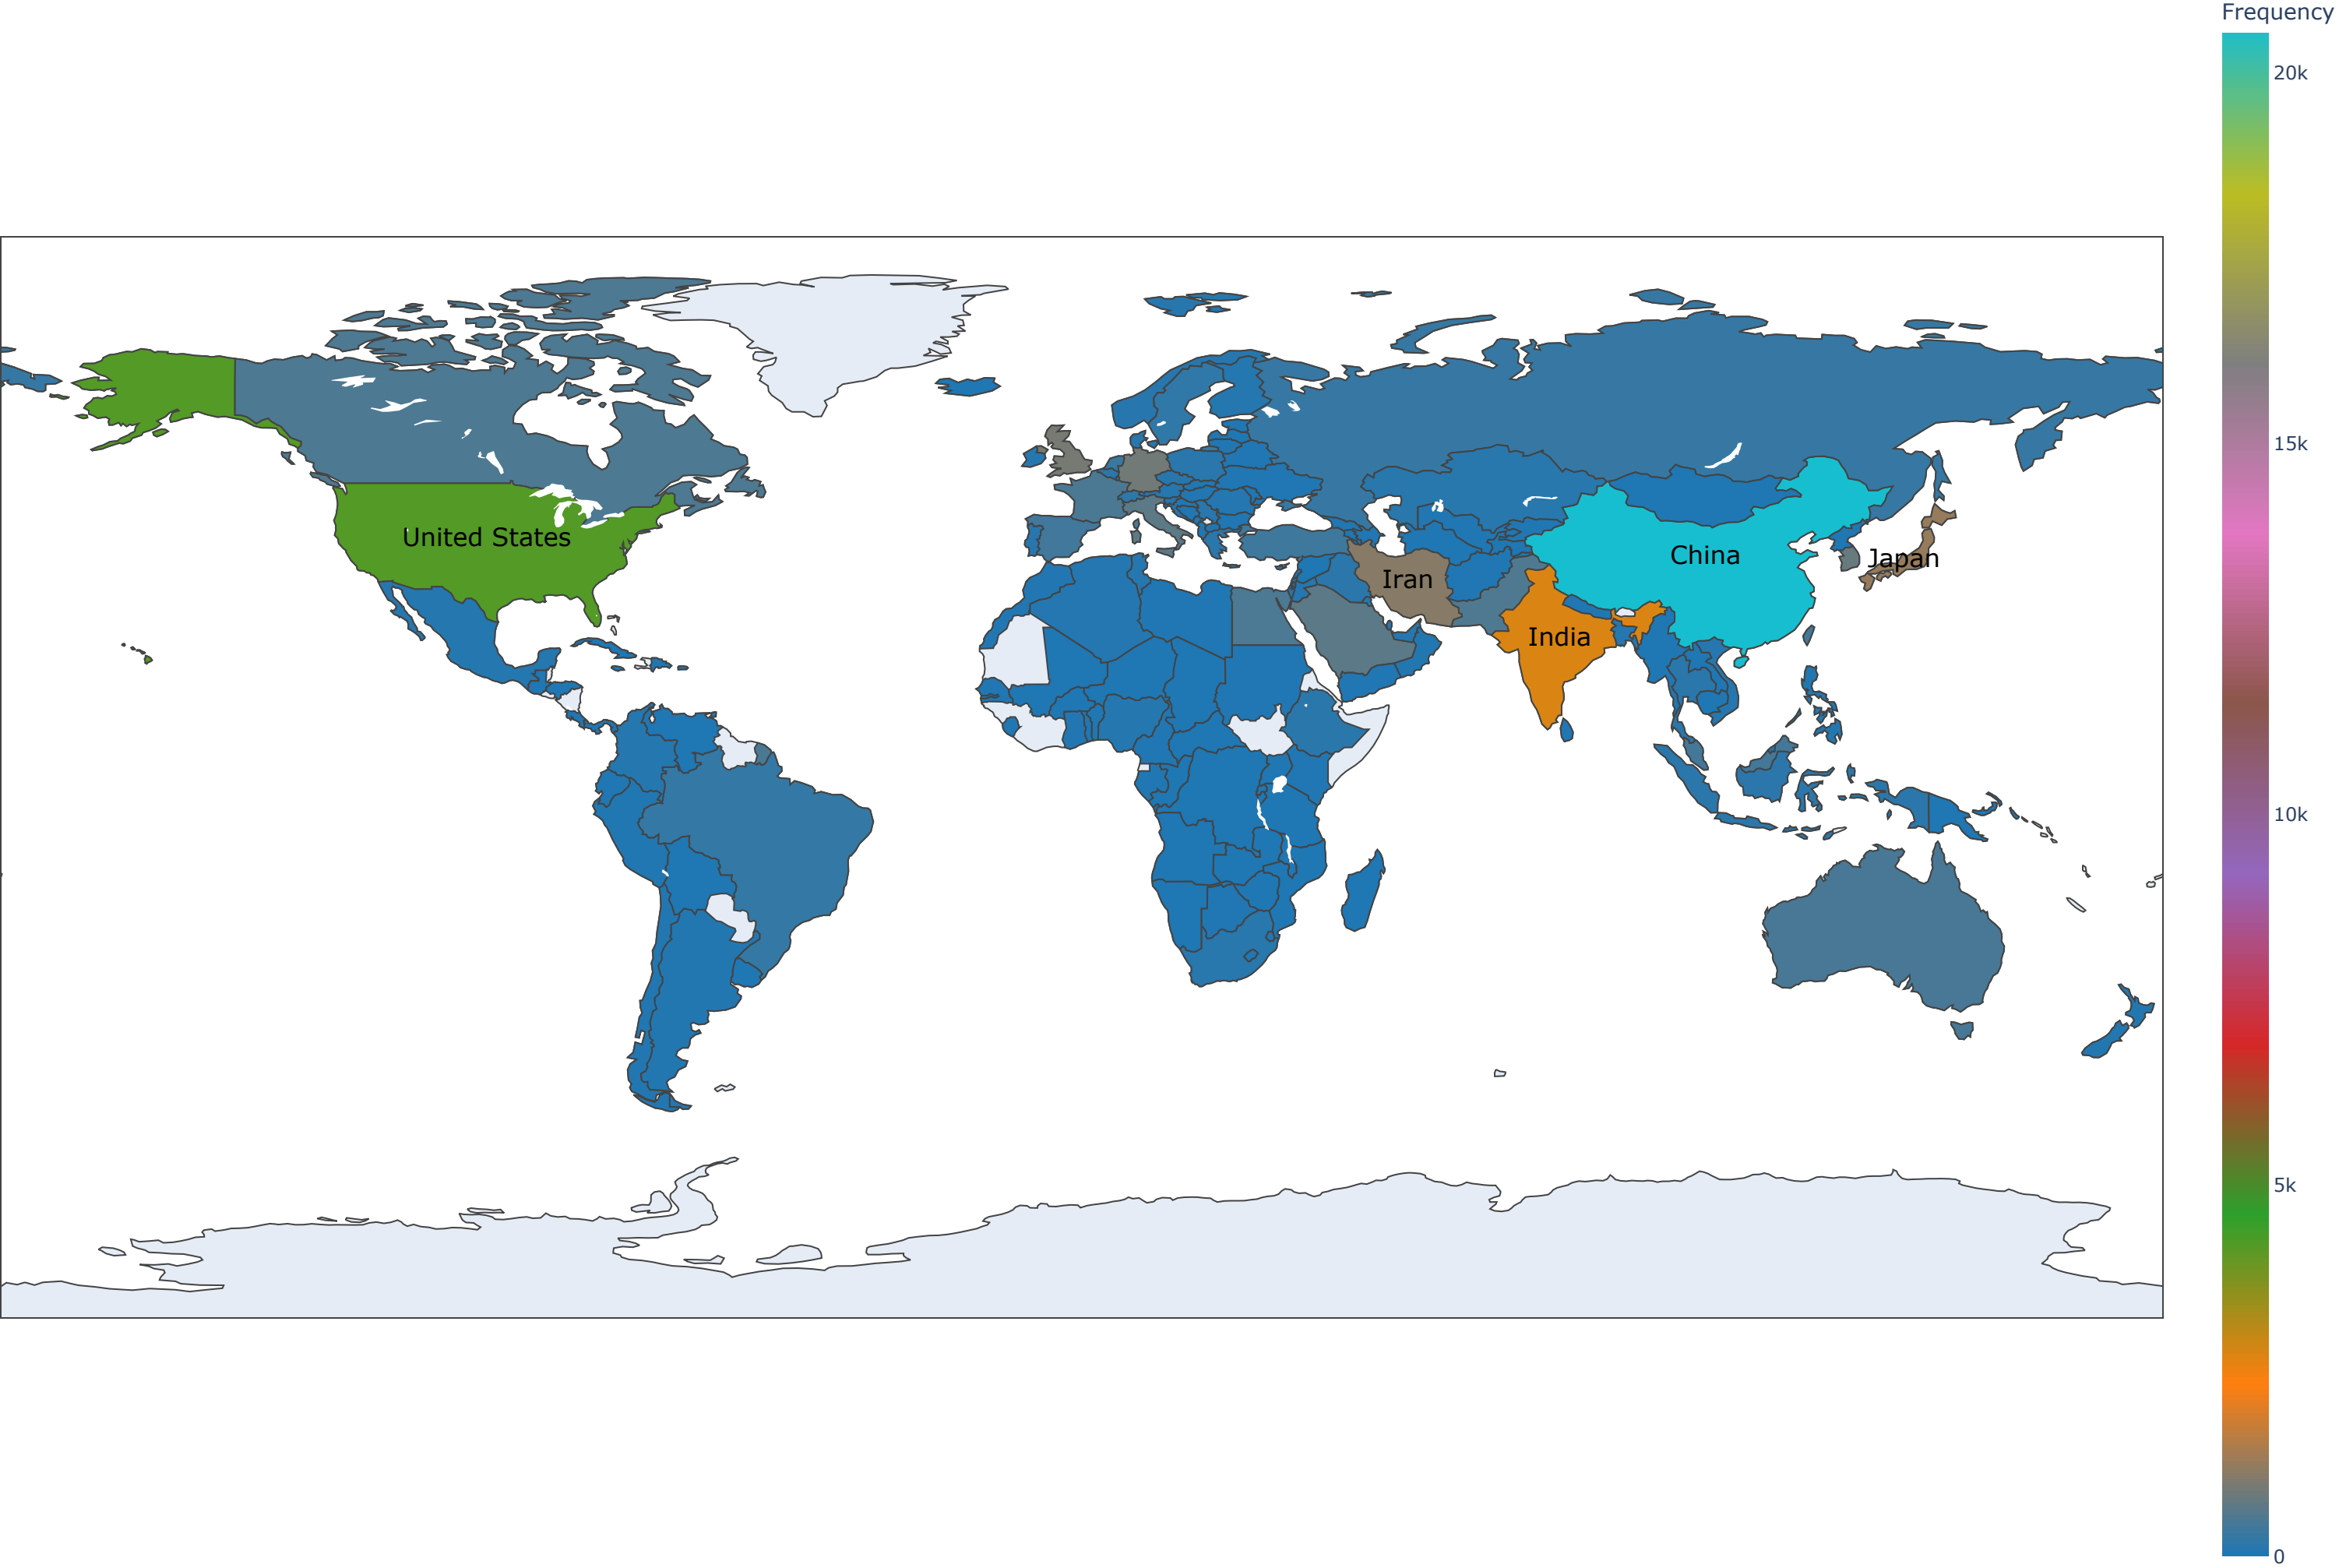 Frequency
20k
15k
10k
5k
0
United States
China
Japan
Iran
India